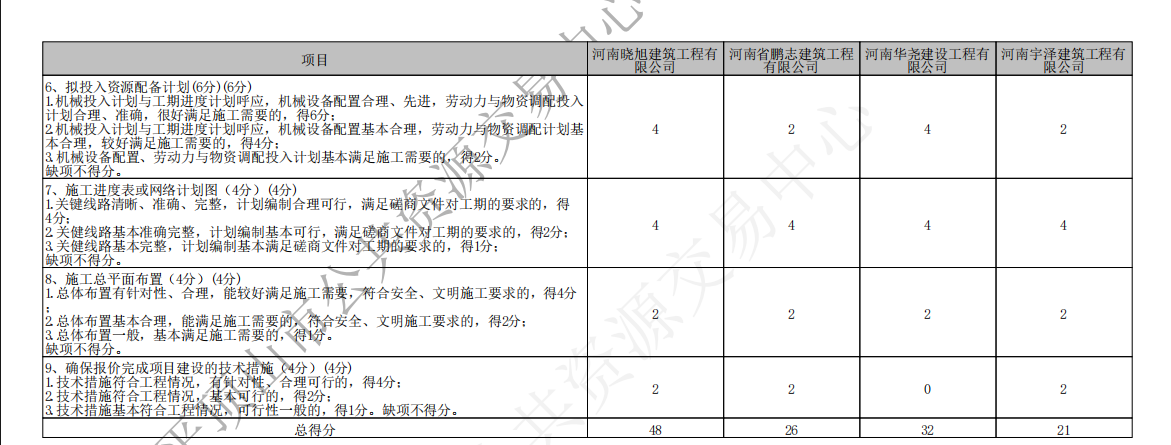 项目
河南晓旭建筑工程有
限公司
河南省鹏志建筑工程
有限公司
河南华尧建设工程有
限公司
河南宇泽建筑工程有
限公司
6、拟投入资源配备计划(6分)(6分)
1.机械投入计划与工期进度计划呼应，机械设备配置合理、先进，劳动力与物资调配投入
计划合理、准确，很好满足施工需要的，得6分；
2.机械投入计划与工期进度计划呼应，机械设备配置基本合理，劳动力与物资调配计划基
本合理，较好满足施工需要的，得4分；
3.机械设备配置、劳动力与物资调配投入计划基本满足施工需要的，得2分。
缺项不得分。
4
2
4
2
7、施工进度表或网络计划图（4分）(4分)
1.关键线路清晰、准确、完整，计划编制合理可行，满足磋商文件对工期的要求的，得
4分；
2.关健线路基本准确完整，计划编制基本可行，满足磋商文件对工期的要求的，得2分；
3.关健线路基本完整，计划编制基本满足磋商文件对工期的要求的，得1分；
缺项不得分。
4
4
4
4
8、施工总平面布置（4分）(4分)
1.总体布置有针对性、合理，能较好满足施工需要，符合安全、文明施工要求的，得4分
；
2.总体布置基本合理，能满足施工需要的，符合安全、文明施工要求的，得2分；
3.总体布置一般，基本满足施工需要的，得1分。
缺项不得分。
2
2
2
2
9、确保报价完成项目建设的技术措施（4分）(4分)
1.技术措施符合工程情况，有针对性、合理可行的，得4分；
2.技术措施符合工程情况，基本可行的，得2分；
3.技术措施基本符合工程情况，可行性一般的，得1分。缺项不得分。
2
2
0
2
总得分
48
26
32
21
平顶山市公共资源交易中心
共资源交易中心